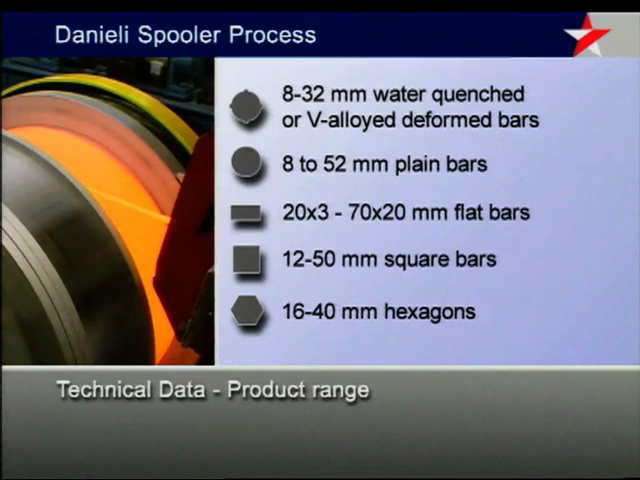 Danieli Spooler Process
8-32 mm water quenched
or V-alloyed deformed bars
8 to 52 mm plain bars
20x3 - 70x20 mm flat bars
12-50 mm square bars
16-40 mm hexagons
Technical Data - Product range